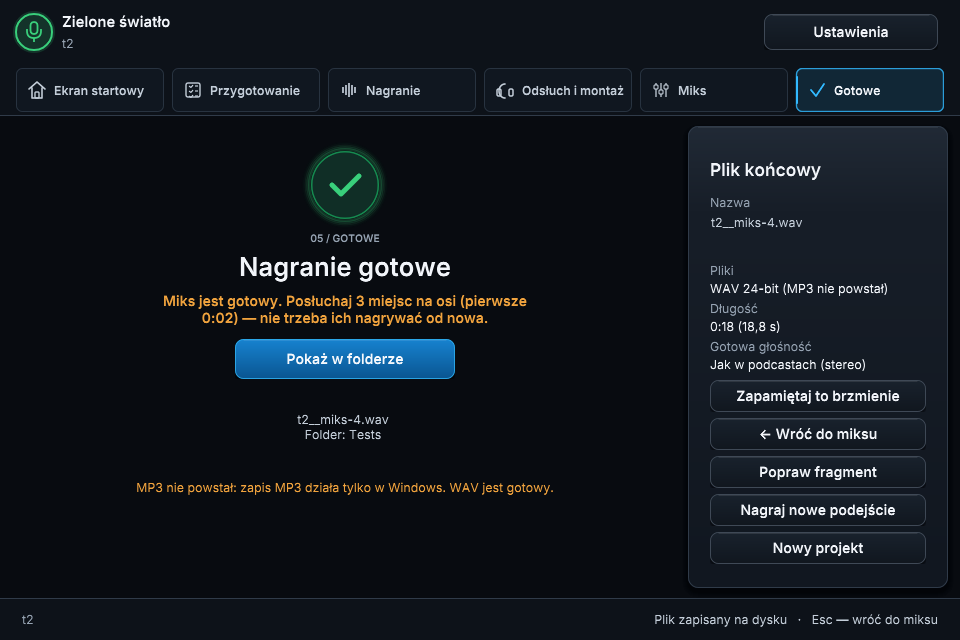 Zielone światło
t2
Ustawienia
Ekran startowy
Przygotowanie
Nagranie
Odsłuch i montaż
Miks
Gotowe
05 / GOTOWE
Nagranie gotowe
Miks jest gotowy. Posłuchaj 3 miejsc na osi (pierwsze
0:02) — nie trzeba ich nagrywać od nowa.
Pokaż w folderze
t2__miks-4.wav
Folder: Tests
MP3 nie powstał: zapis MP3 działa tylko w Windows. WAV jest gotowy.
Plik końcowy
Nazwa
t2__miks-4.wav
Pliki
WAV 24-bit (MP3 nie powstał)
Długość
0:18 (18,8 s)
Gotowa głośność
Jak w podcastach (stereo)
Zapamiętaj to brzmienie
← Wróć do miksu
Popraw fragment
Nagraj nowe podejście
Nowy projekt
t2
Plik zapisany na dysku · Esc — wróć do miksu